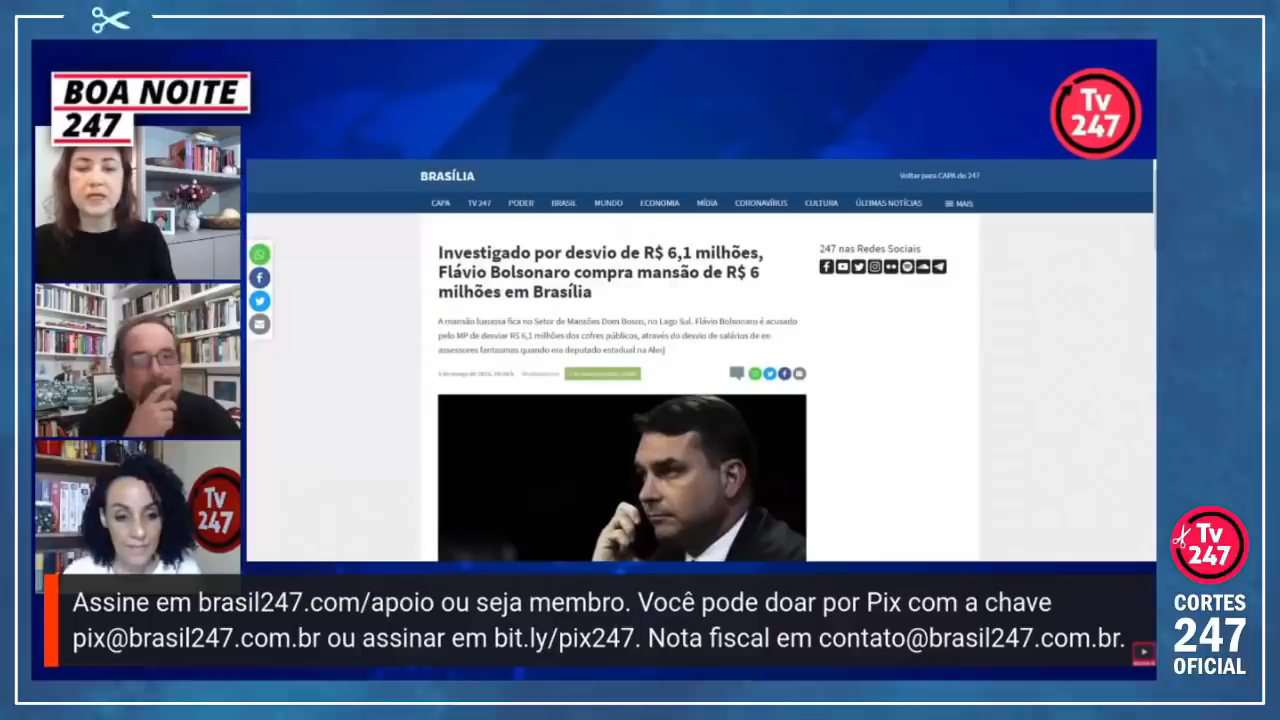 BOA NOITE
247
Tv
247
BRASÍLIA
Voltar para CAPA do 247
CAPA TV 247 PODER BRASIL MUNDO ECONOMIA MÍDIA CORONAVÍRUS CULTURA ÚLTIMAS NOTÍCIAS MAIS
Investigado por desvio de R$ 6,1 milhões,
Flávio Bolsonaro compra mansão de R$ 6
milhões em Brasília
247 nas Redes Sociais
A mansão luxuosa fica no Setor de Mansões Dom Bosco, no Lago Sul. Flávio Bolsonaro é acusado
pelo MP de desviar R$ 6,1 milhões dos cofres públicos, através do desvio de salários de ex-
assessores fantasmas quando era deputado estadual na Alerj
Tv
247
Assine em brasil247.com/apoio ou seja membro. Você pode doar por Pix com a chave
pix@brasil247.com.br ou assinar em bit.ly/pix247. Nota fiscal em contato@brasil247.com.br.
Tv
247
CORTES
247
OFICIAL